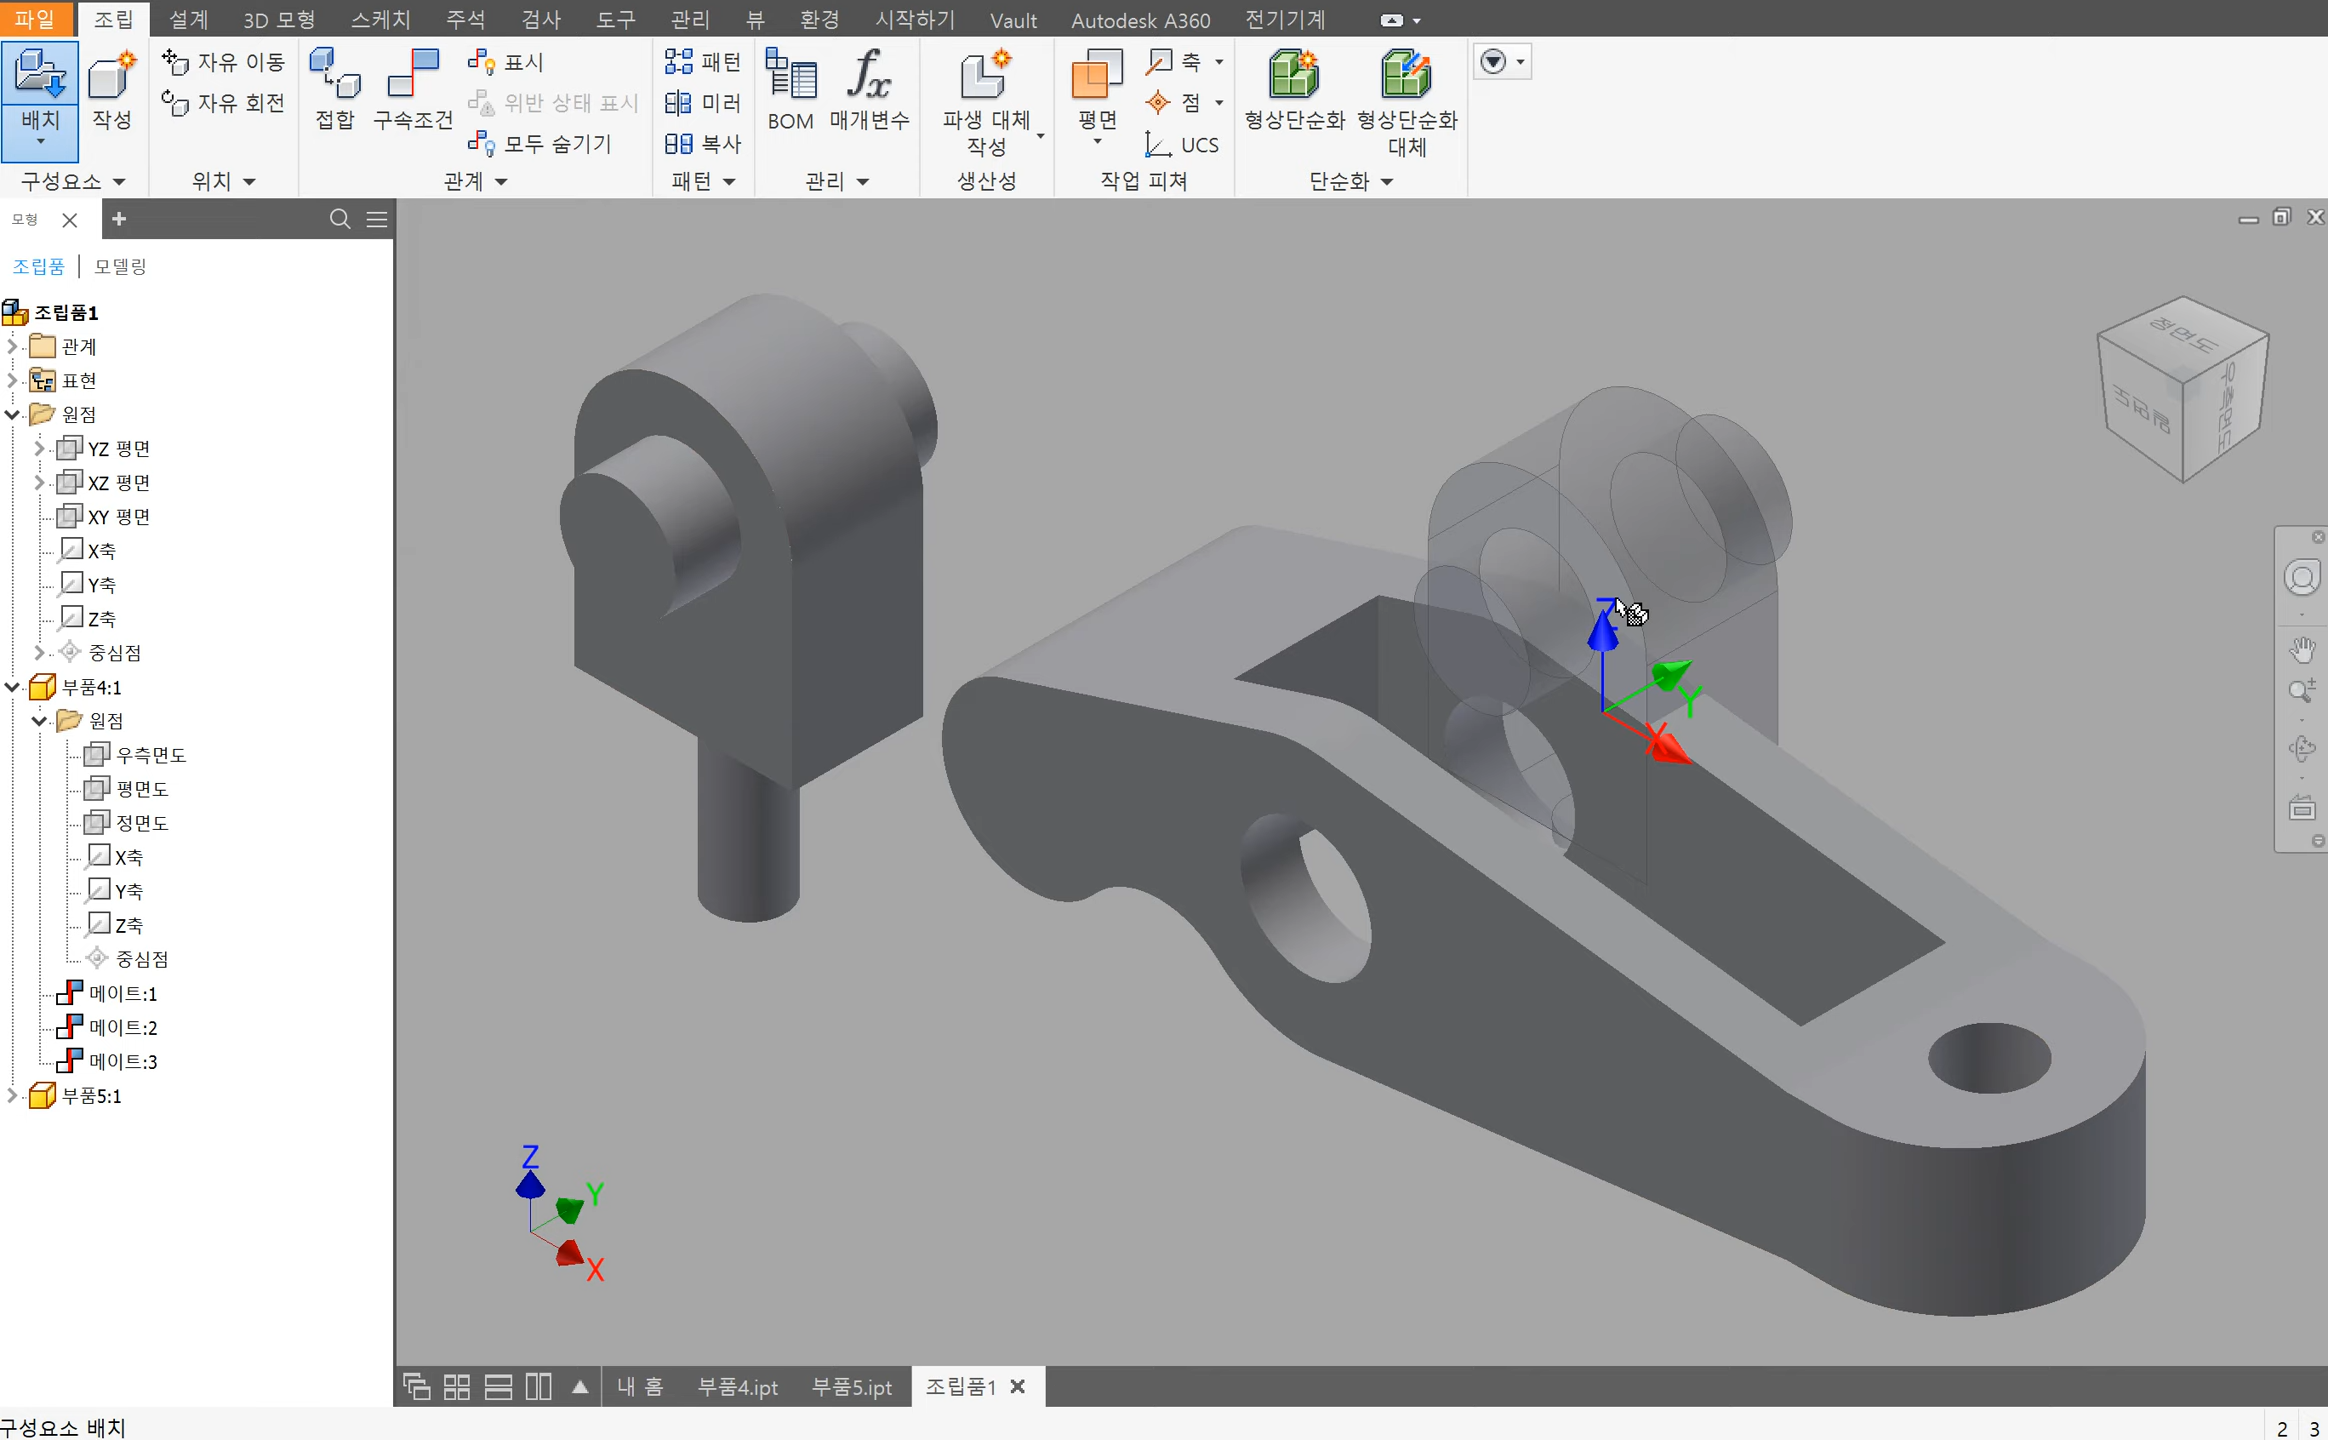 파일 조립 설계 3D 모형 스케치 주석 검사 도구 관리 뷰 환경 시작하기 Vault Autodesk A360 전기기계
배치
작성
자유 이동
자유 회전
접합
구속조건
표시
위반 상태 표시
모두 숨기기
패턴
미러
복사
BOM
fx
매개변수
파생 대체
작성
평면
축
점
UCS
형상단순화
형상단순화
대체
구성요소 위치 관계 패턴 관리 생산성 작업 피쳐 단순화
모형
조립품 | 모델링
조립품1
관계
표현
원점
YZ 평면
XZ 평면
XY 평면
X축
Y축
Z축
중심점
부품4:1
원점
우측면도
평면도
정면도
X축
Y축
Z축
중심점
메이트:1
메이트:2
메이트:3
부품5:1
정면도
우측면도
Z
Y
X
Z
Y
X
내 홈 부품4.ipt 부품5.ipt 조립품1
구성요소 배치
2 3